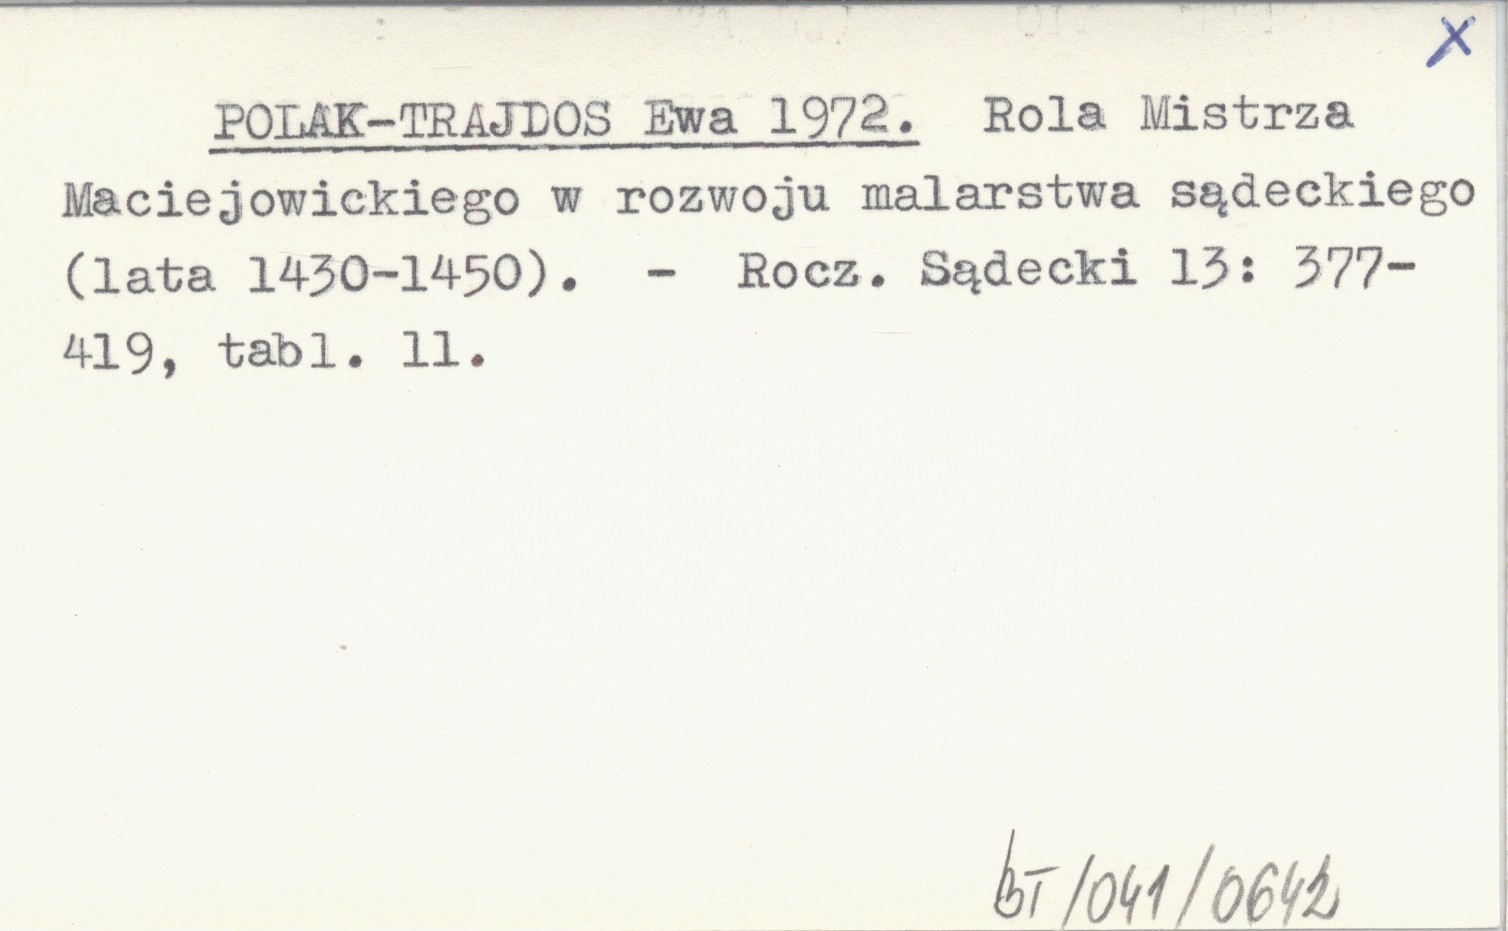 X
POLAK-TRAJDOS Ewa 1972. Rola Mistrza
Maciejowickiego w rozwoju malarstwa sądeckiego
(lata 1430-1450). - Rocz. Sądecki 13: 377-
419, tabl. 11.
BT/041/0642